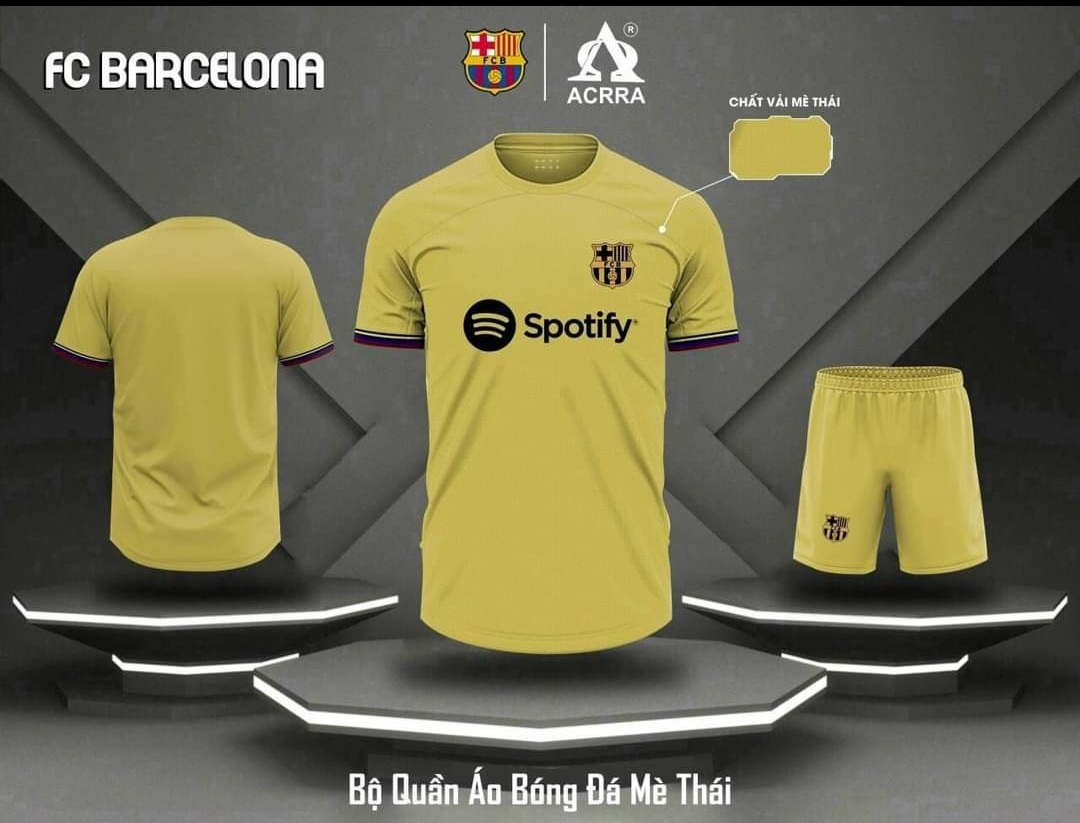 FC BARCELONA
FCB
®
ACRRA
CHẤT VẢI MÈ THÁI
FCB
Spotify
Bộ Quần Áo Bóng Đá Mè Thái